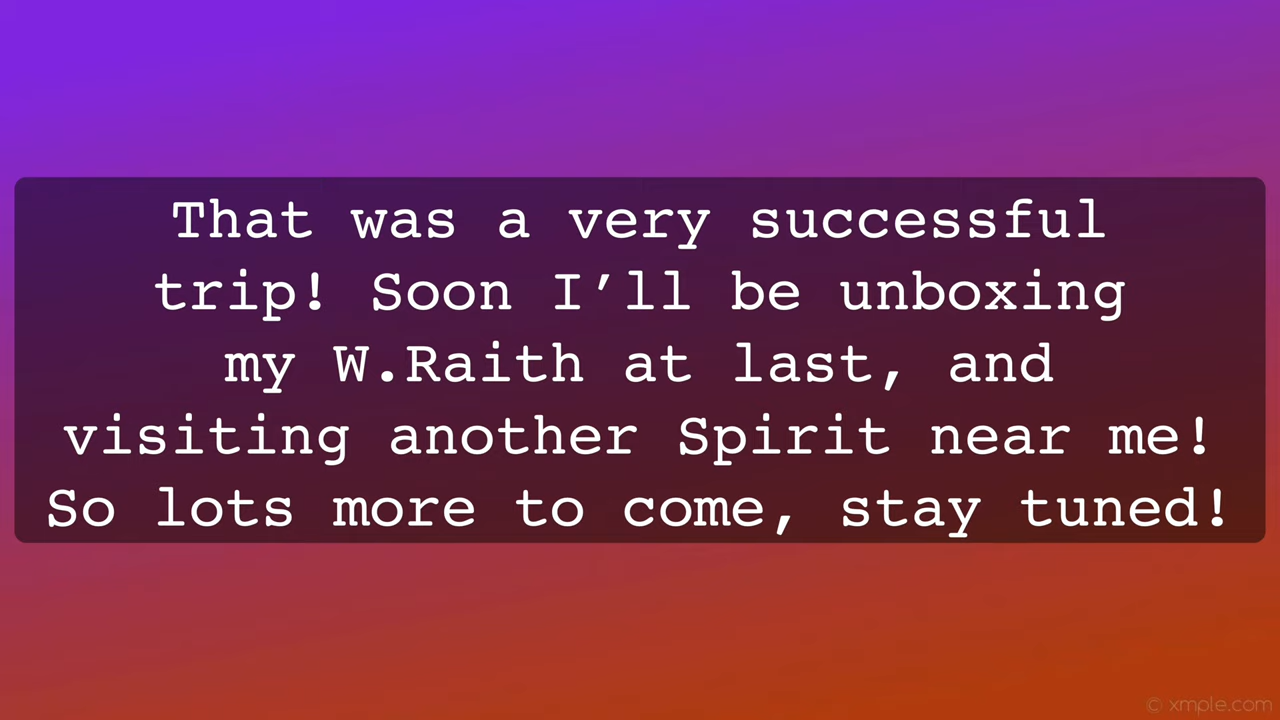 That was a very successful
trip! Soon I’ll be unboxing
my W.Raith at last, and
visiting another Spirit near me!
So lots more to come, stay tuned!
© xmple.com